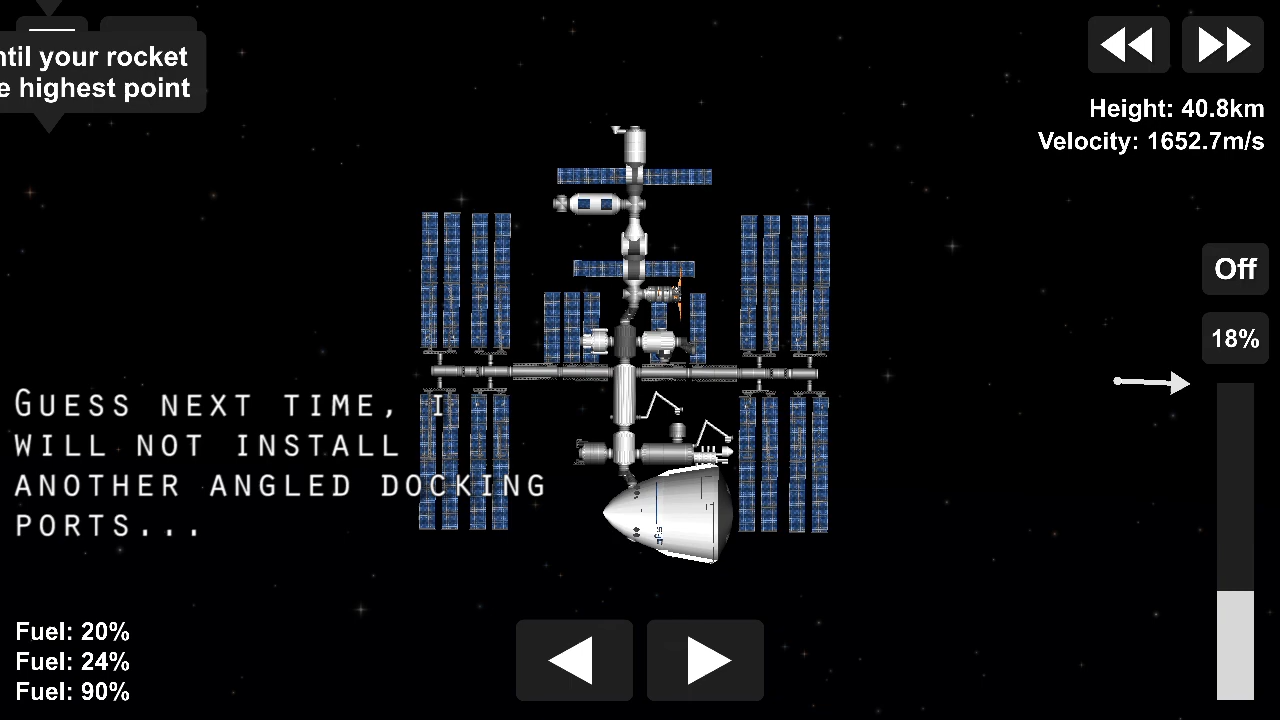 ntil your rocket
e highest point
Height: 40.8km
Velocity: 1652.7m/s
Off
18%
Guess next time, I
will not install
another angled docking
ports...
Fuel: 20%
Fuel: 24%
Fuel: 90%